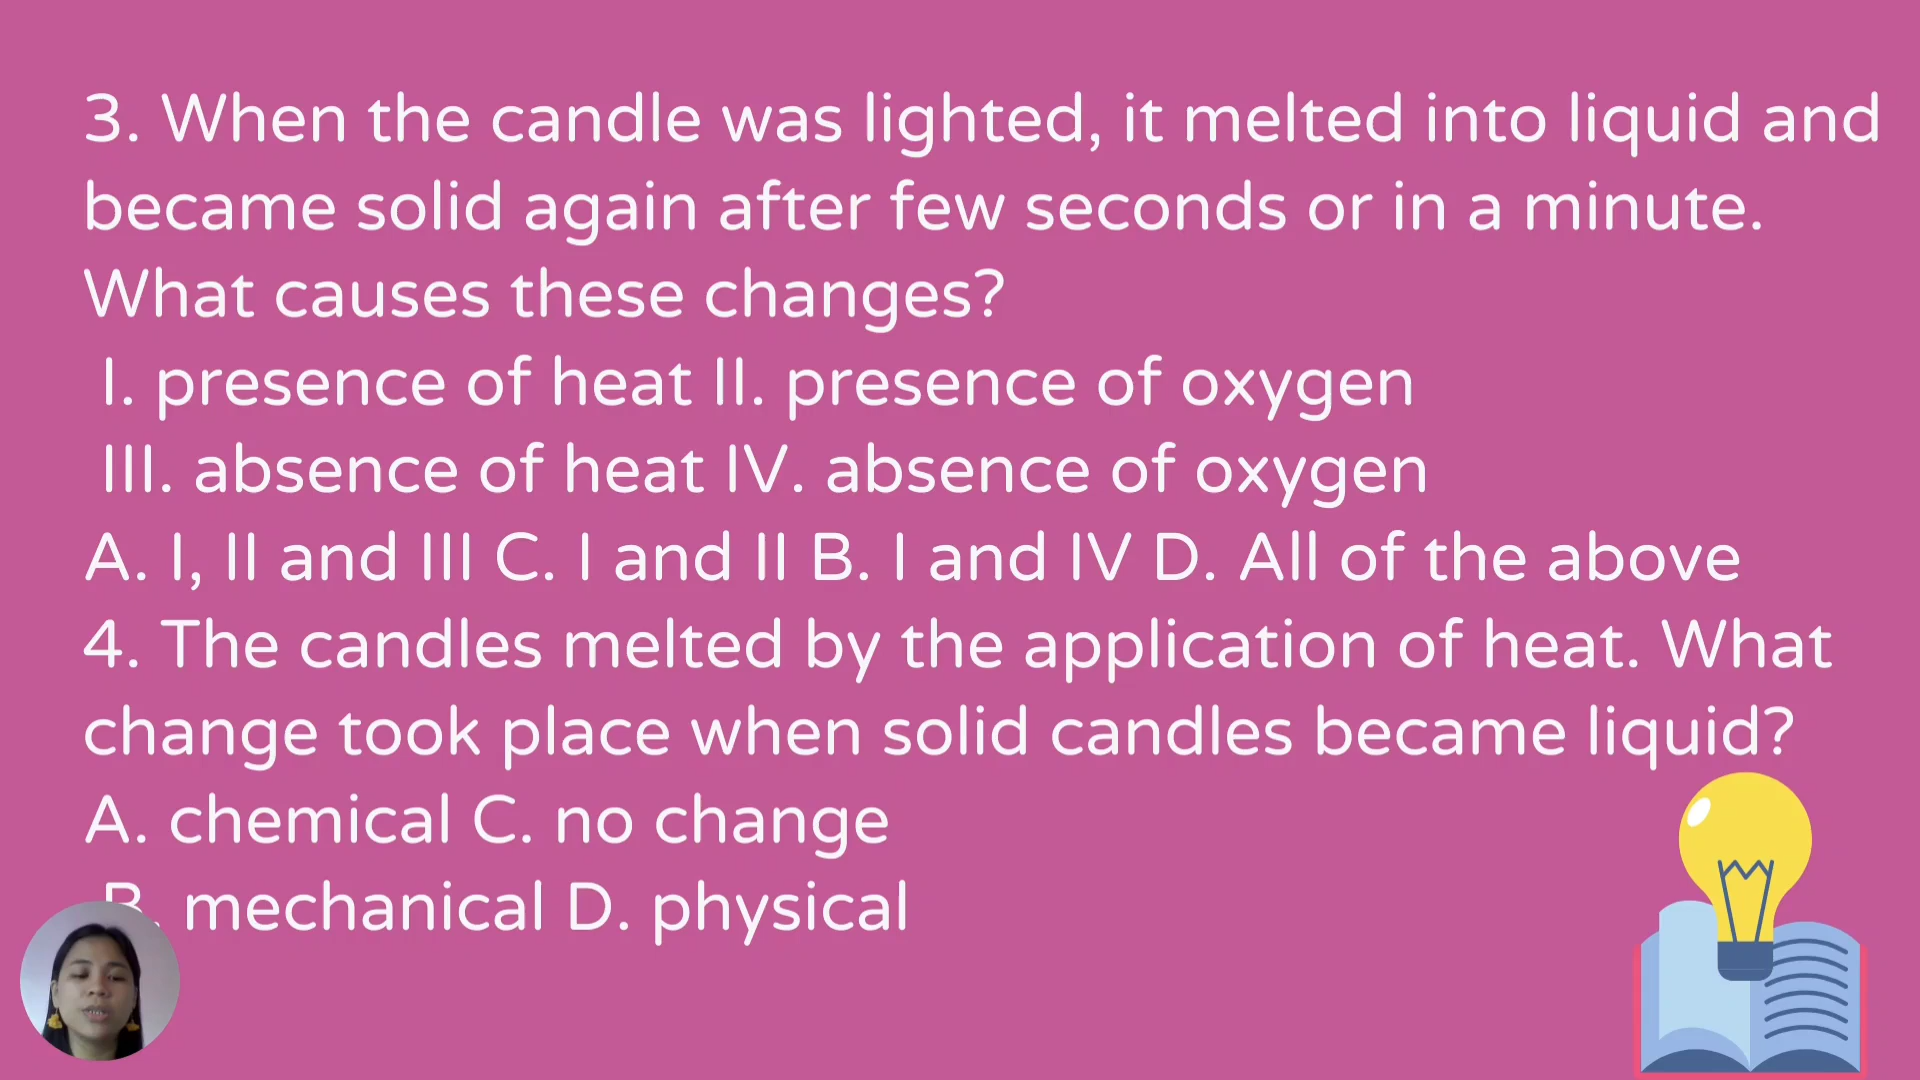 3. When the candle was lighted, it melted into liquid and
became solid again after few seconds or in a minute.
What causes these changes?
I. presence of heat II. presence of oxygen
III. absence of heat IV. absence of oxygen
A. I, II and III C. I and II B. I and IV D. All of the above
4. The candles melted by the application of heat. What
change took place when solid candles became liquid?
A. chemical C. no change
B. mechanical D. physical